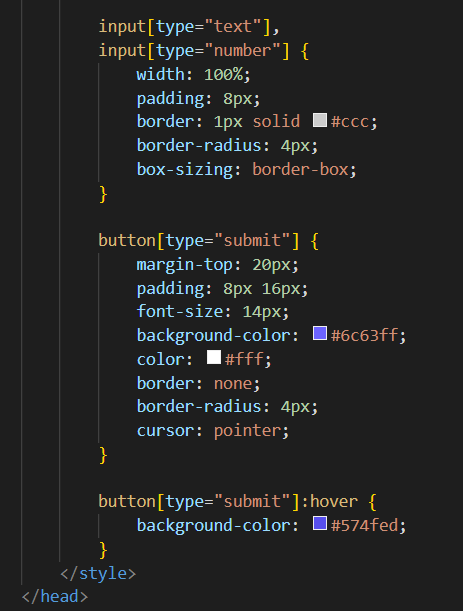 input[type="text"],
input[type="number"] {
width: 100%;
padding: 8px;
border: 1px solid #ccc;
border-radius: 4px;
box-sizing: border-box;
}
button[type="submit"] {
margin-top: 20px;
padding: 8px 16px;
font-size: 14px;
background-color: #6c63ff;
color: #fff;
border: none;
border-radius: 4px;
cursor: pointer;
}
button[type="submit"]:hover {
background-color: #574fed;
}
</style>
</head>